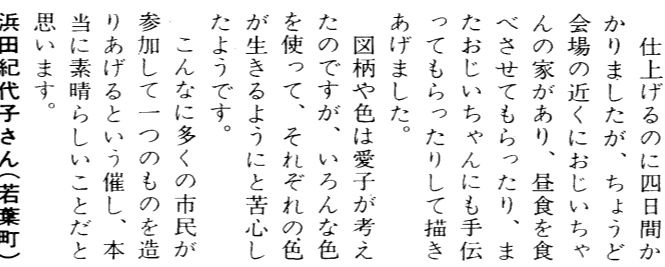 仕上げるのに四日間か
かりましたが、ちょうど
会場の近くにおじいちゃ
んの家があり、昼食を食
べさせてもらったり、ま
たおじいちゃんにも手伝
ってもらったりして描き
あげました。
図柄や色は愛子が考え
たのですが、いろんな色
を使って、それぞれの色
が生きるようにと苦心し
たようです。
こんなに多くの市民が
参加して一つのものを造
りあげるという催し、本
当に素晴らしいことだと
思います。
浜田紀代子さん(若葉町)